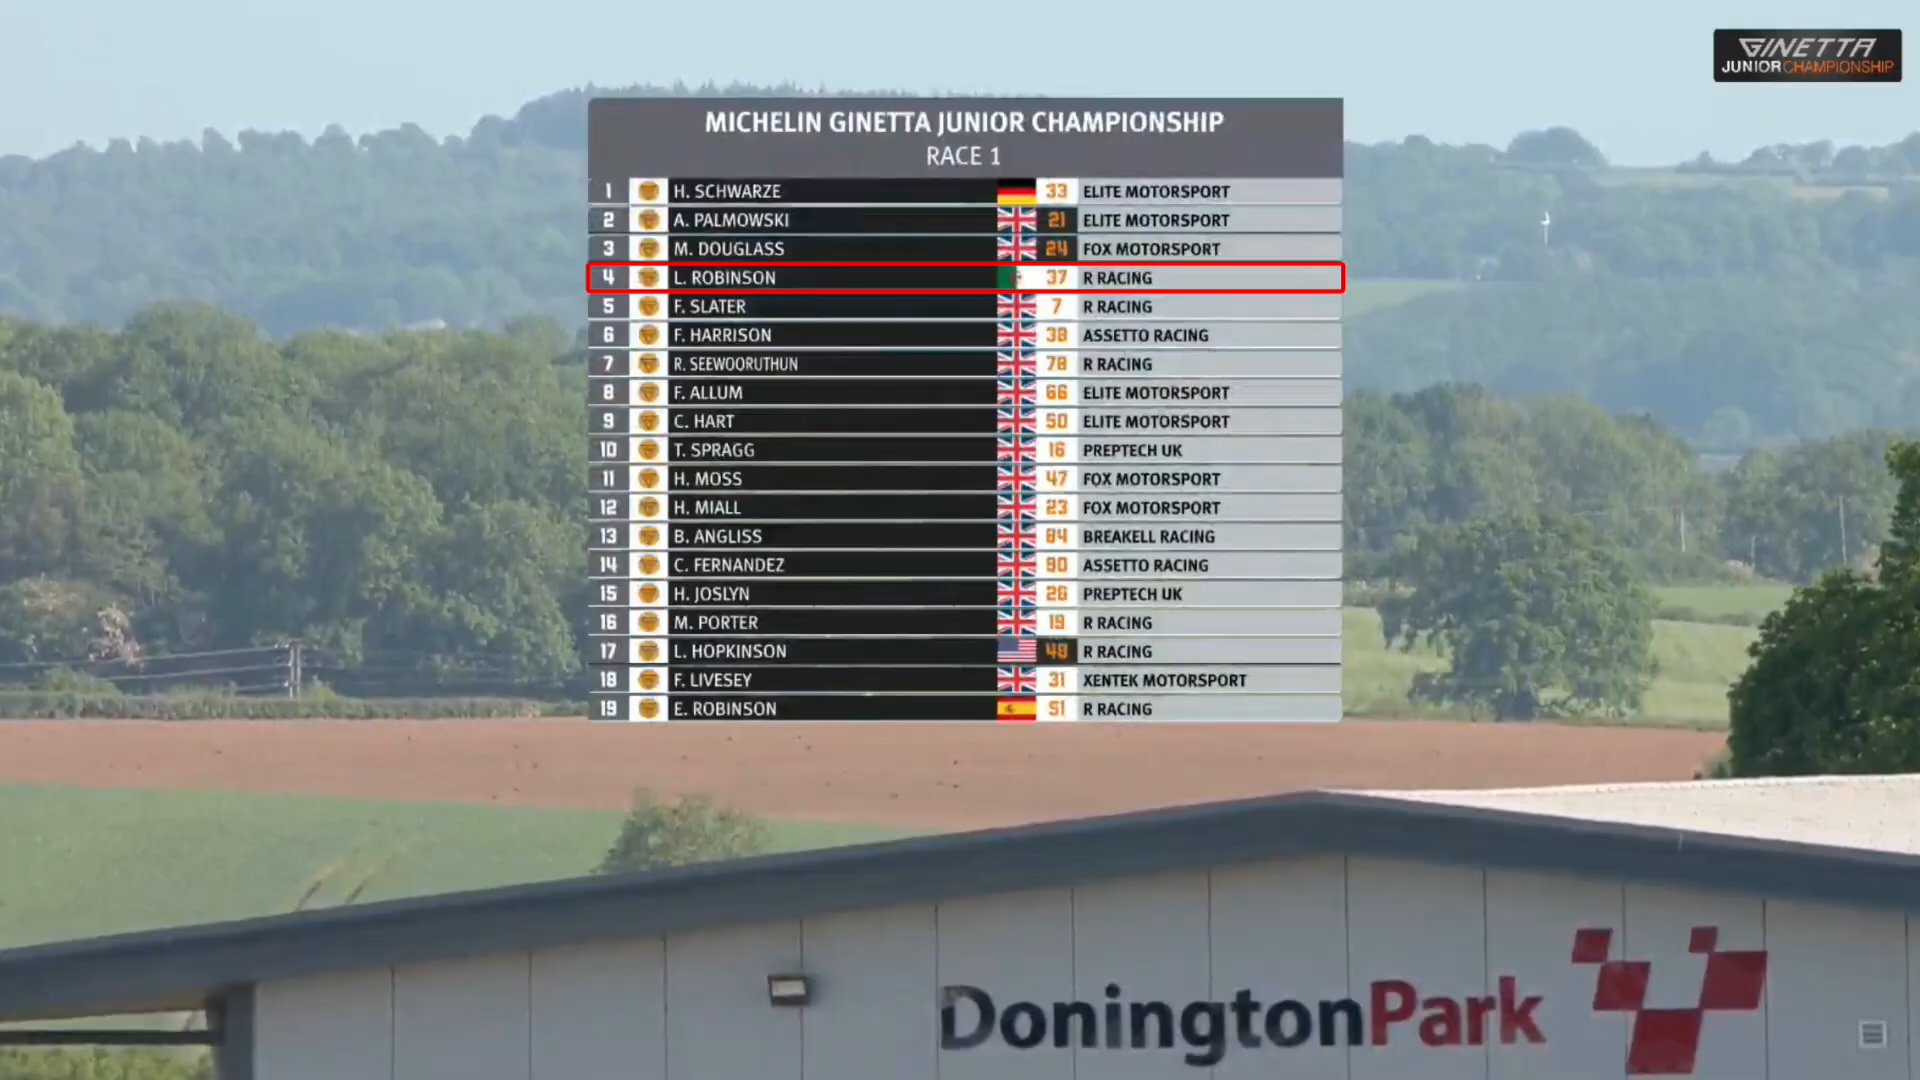 GINETTA
JUNIOR CHAMPIONSHIP
MICHELIN GINETTA JUNIOR CHAMPIONSHIP
RACE 1
1 H. SCHWARZE 33 ELITE MOTORSPORT
2 A. PALMOWSKI 21 ELITE MOTORSPORT
3 M. DOUGLASS 24 FOX MOTORSPORT
4 L. ROBINSON 37 R RACING
5 F. SLATER 7 R RACING
6 F. HARRISON 38 ASSETTO RACING
7 R. SEEWOORUTHUN 78 R RACING
8 F. ALLUM 66 ELITE MOTORSPORT
9 C. HART 50 ELITE MOTORSPORT
10 T. SPRAGG 16 PREPTECH UK
11 H. MOSS 47 FOX MOTORSPORT
12 H. MIALL 23 FOX MOTORSPORT
13 B. ANGLISS 84 BREAKELL RACING
14 C. FERNANDEZ 90 ASSETTO RACING
15 H. JOSLYN 26 PREPTECH UK
16 M. PORTER 19 R RACING
17 L. HOPKINSON 48 R RACING
18 F. LIVESEY 31 XENTEK MOTORSPORT
19 E. ROBINSON 51 R RACING
DoningtonPark